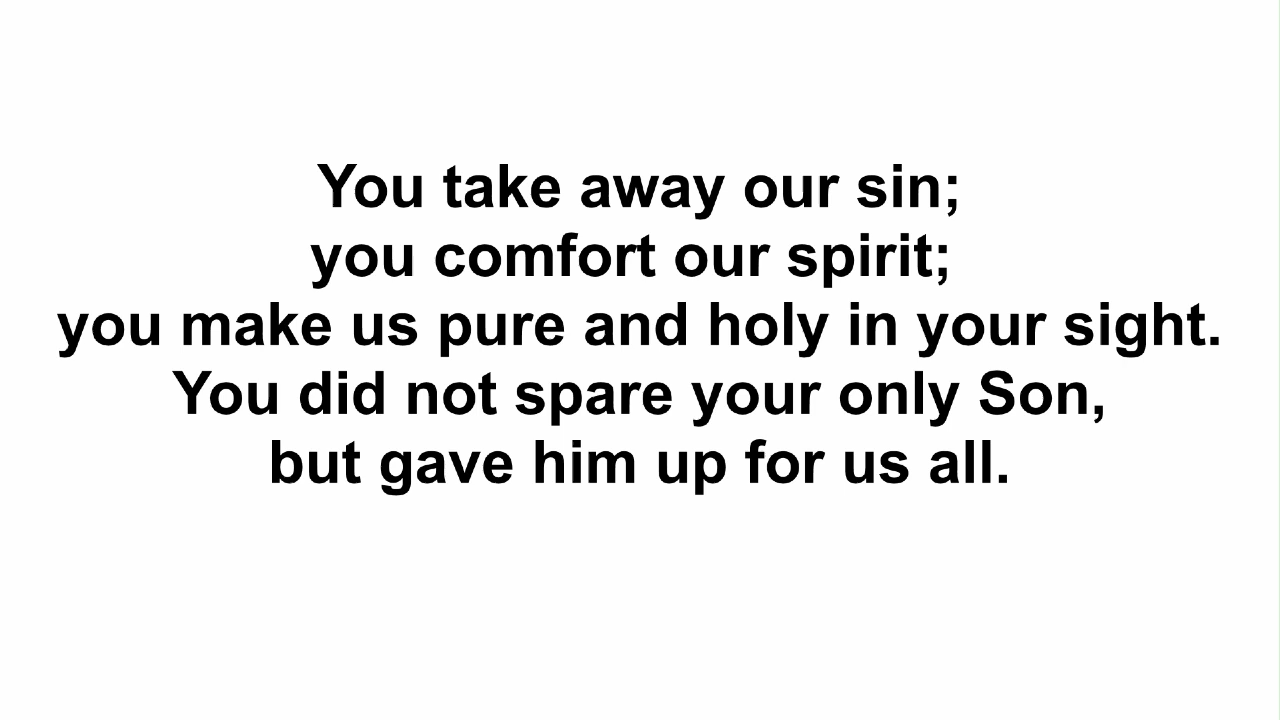 You take away our sin;
you comfort our spirit;
you make us pure and holy in your sight.
You did not spare your only Son,
but gave him up for us all.